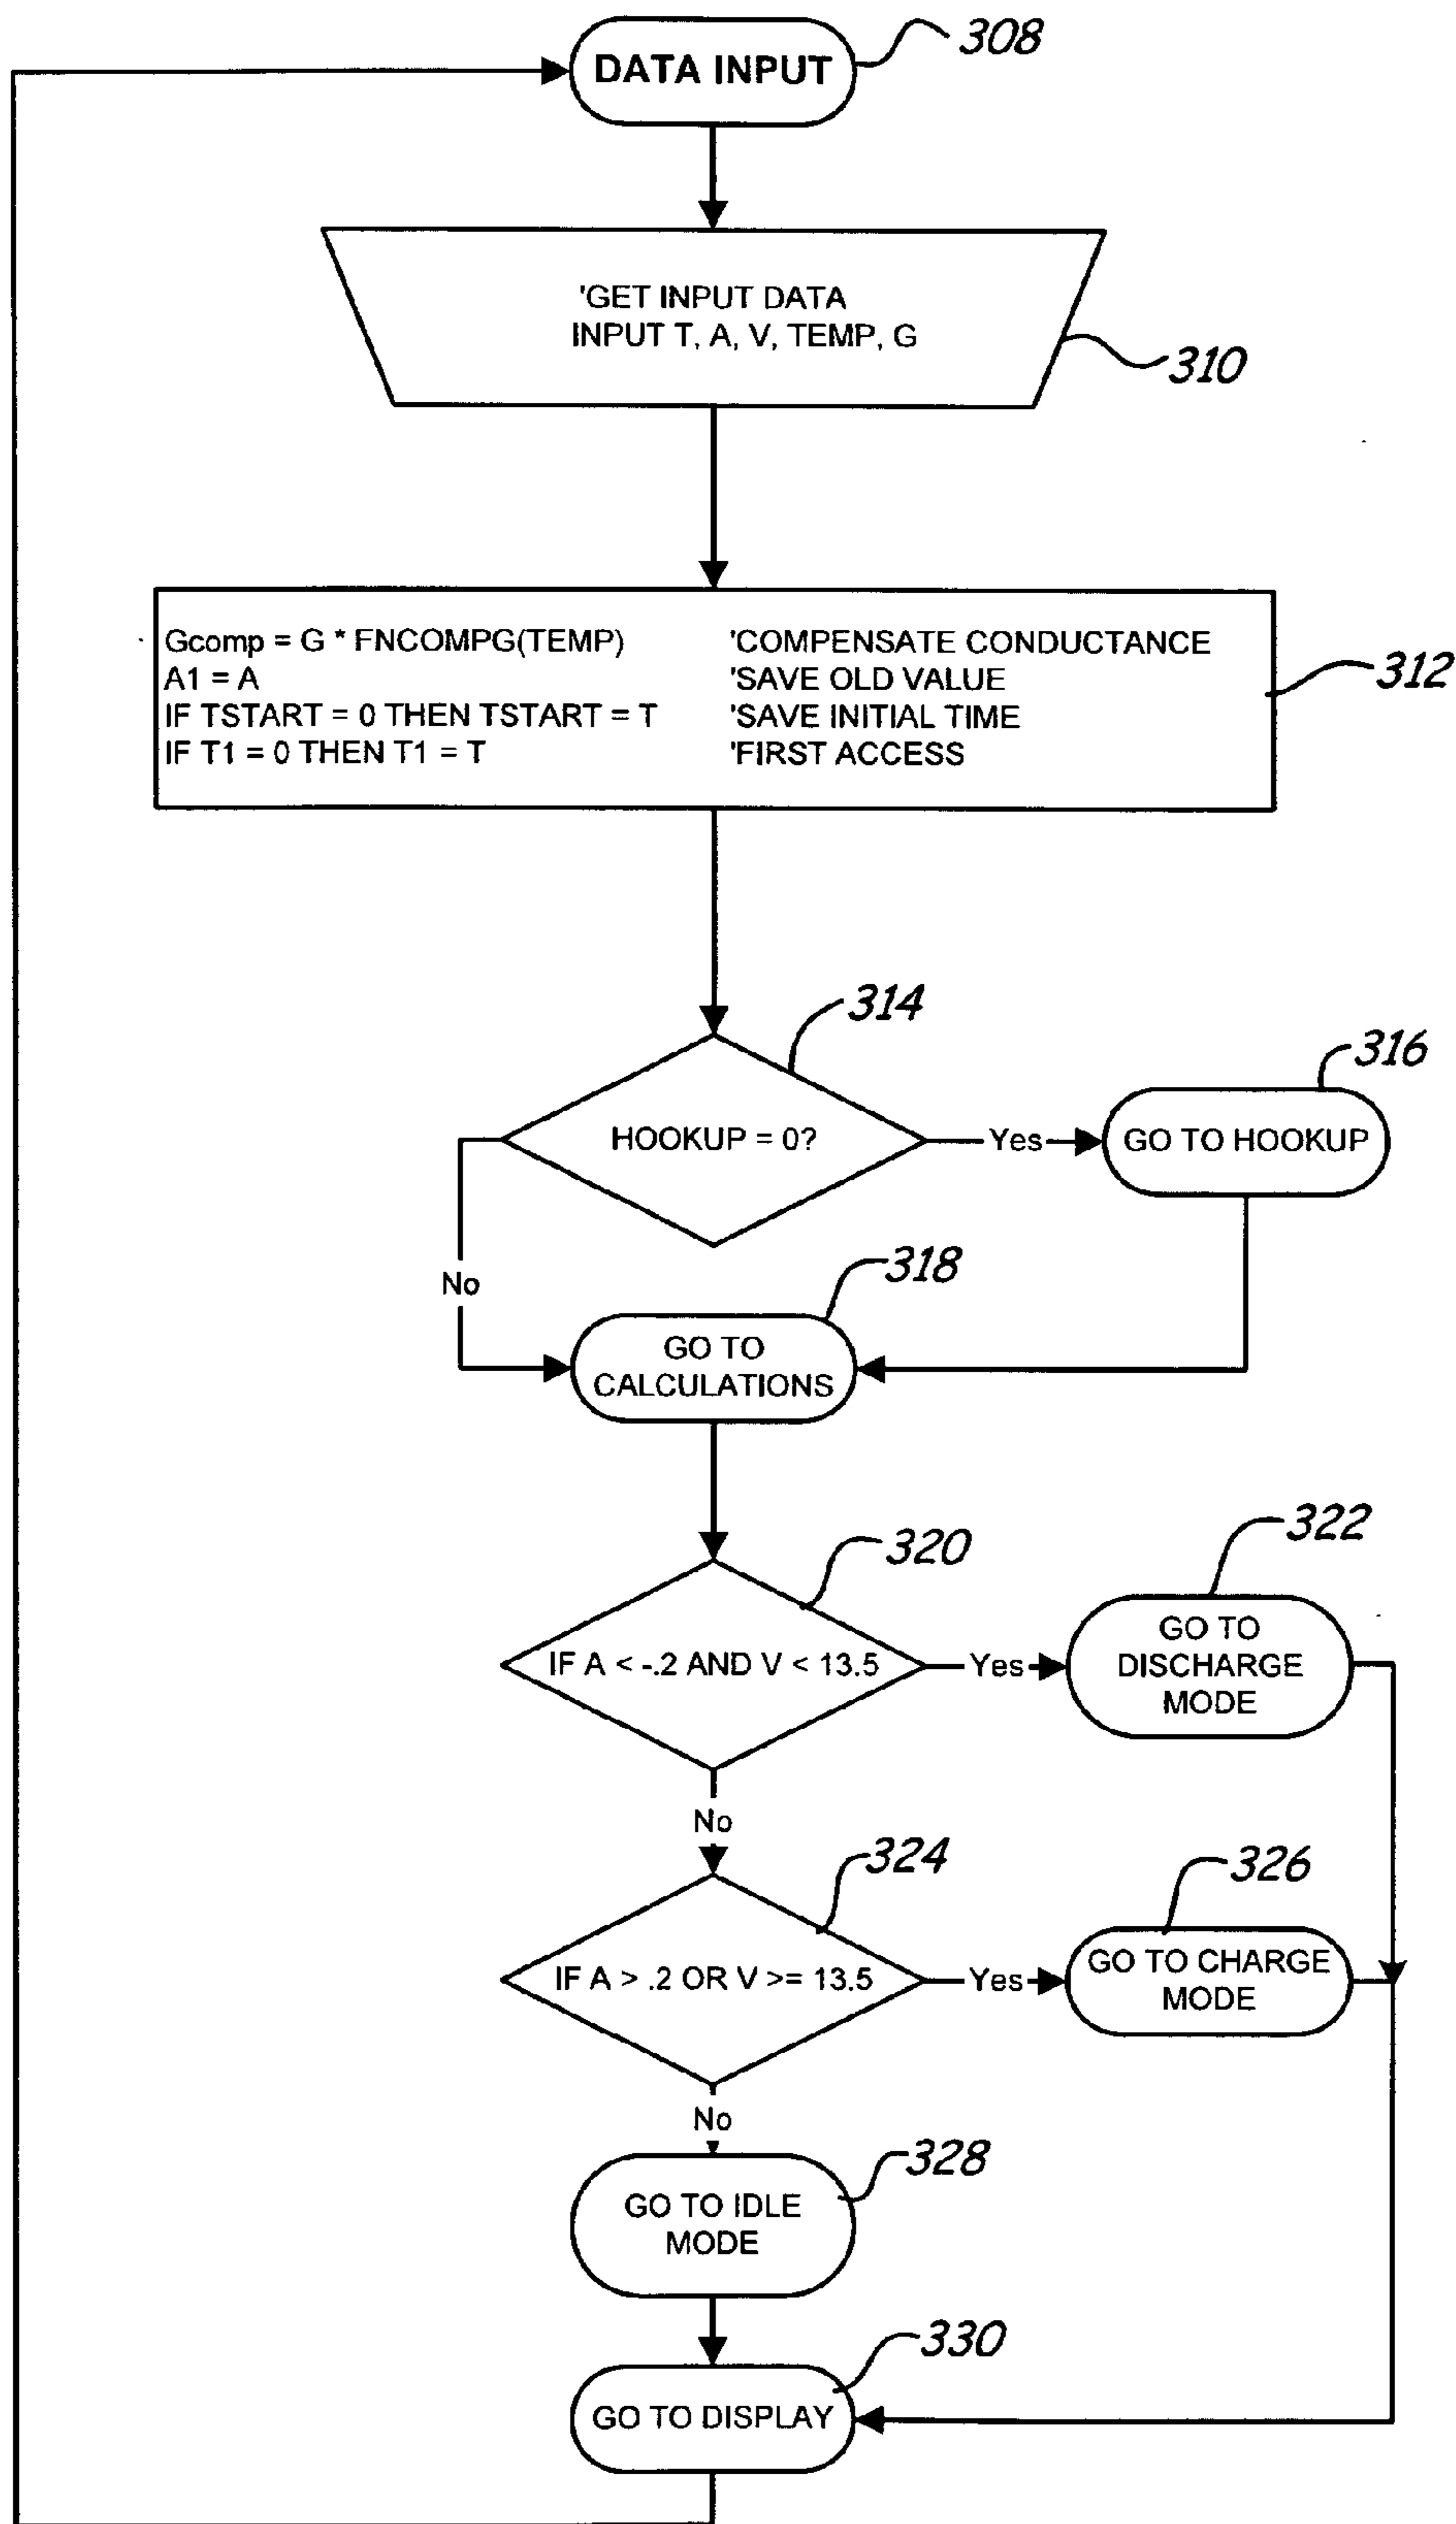 DATA INPUT
308
'GET INPUT DATA
INPUT T, A, V, TEMP, G
310
Gcomp = G * FNCOMPG(TEMP) 'COMPENSATE CONDUCTANCE
A1 = A 'SAVE OLD VALUE
IF TSTART = 0 THEN TSTART = T 'SAVE INITIAL TIME
IF T1 = 0 THEN T1 = T 'FIRST ACCESS
312
314
HOOKUP = 0?
Yes
316
GO TO HOOKUP
No
318
GO TO
CALCULATIONS
320
IF A < -.2 AND V < 13.5
Yes
322
GO TO
DISCHARGE
MODE
No
324
IF A > .2 OR V >= 13.5
Yes
326
GO TO CHARGE
MODE
No
328
GO TO IDLE
MODE
330
GO TO DISPLAY